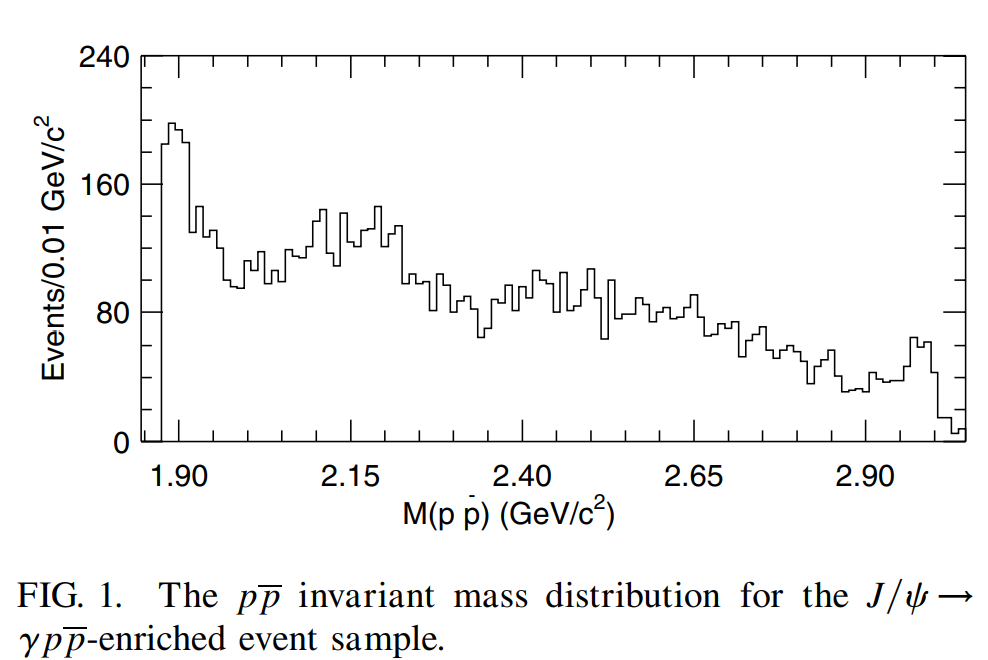 240
160
80
0
Events/0.01 GeV/c²
1.90 2.15 2.40 2.65 2.90
M(p p̄) (GeV/c²)
FIG. 1. The pp̅ invariant mass distribution for the J/ψ →
γpp̅-enriched event sample.